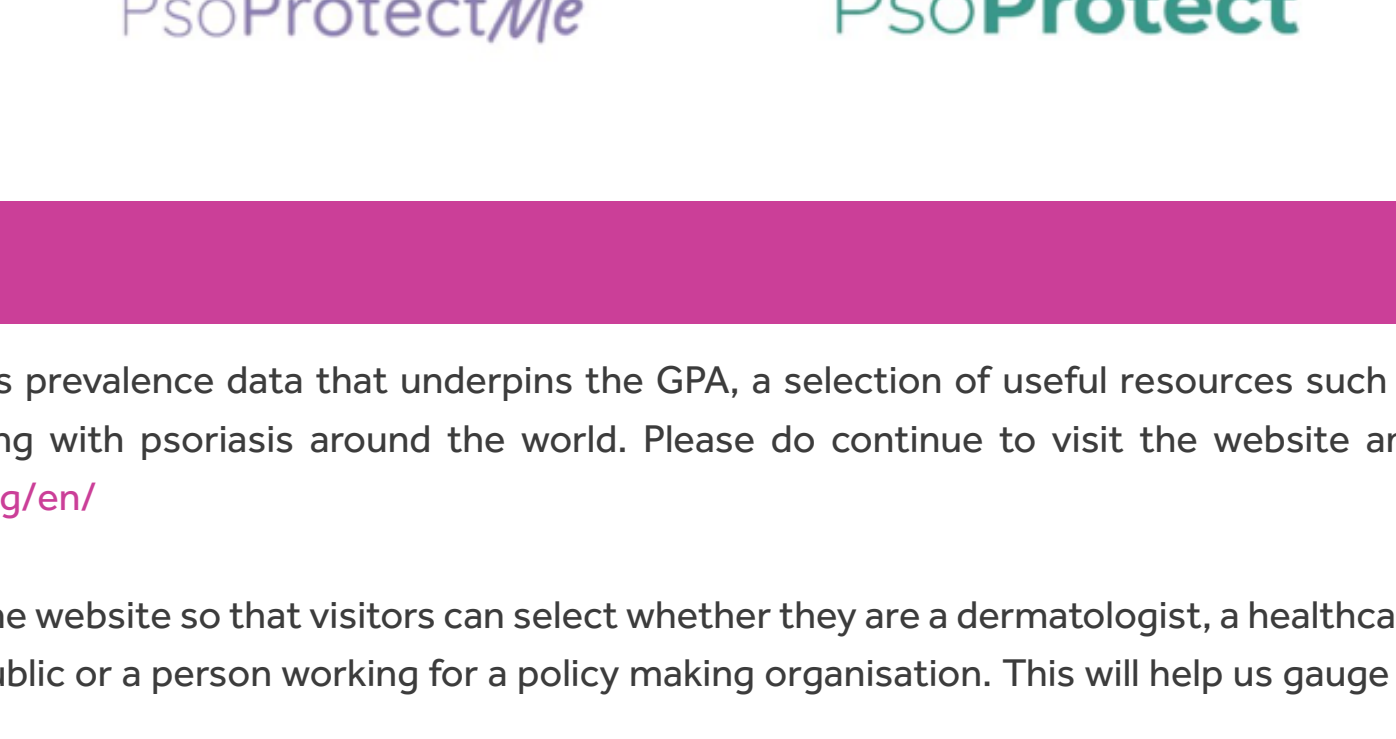 PsoProtectMe PsoProtect
s prevalence data that underpins the GPA, a selection of useful resources such
ng with psoriasis around the world. Please do continue to visit the website an
g/en/
he website so that visitors can select whether they are a dermatologist, a healthca
ublic or a person working for a policy making organisation. This will help us gauge